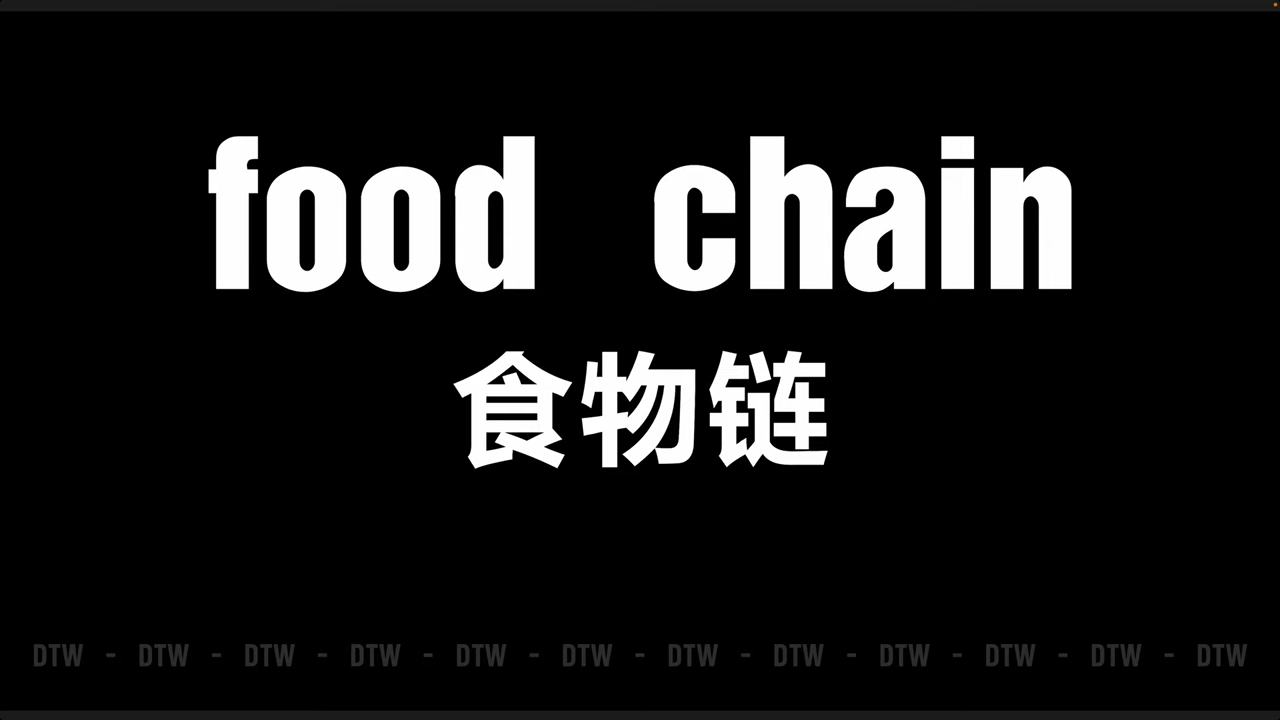 food chain
食物链
DTW - DTW - DTW - DTW - DTW - DTW - DTW - DTW - DTW - DTW - DTW - DTW